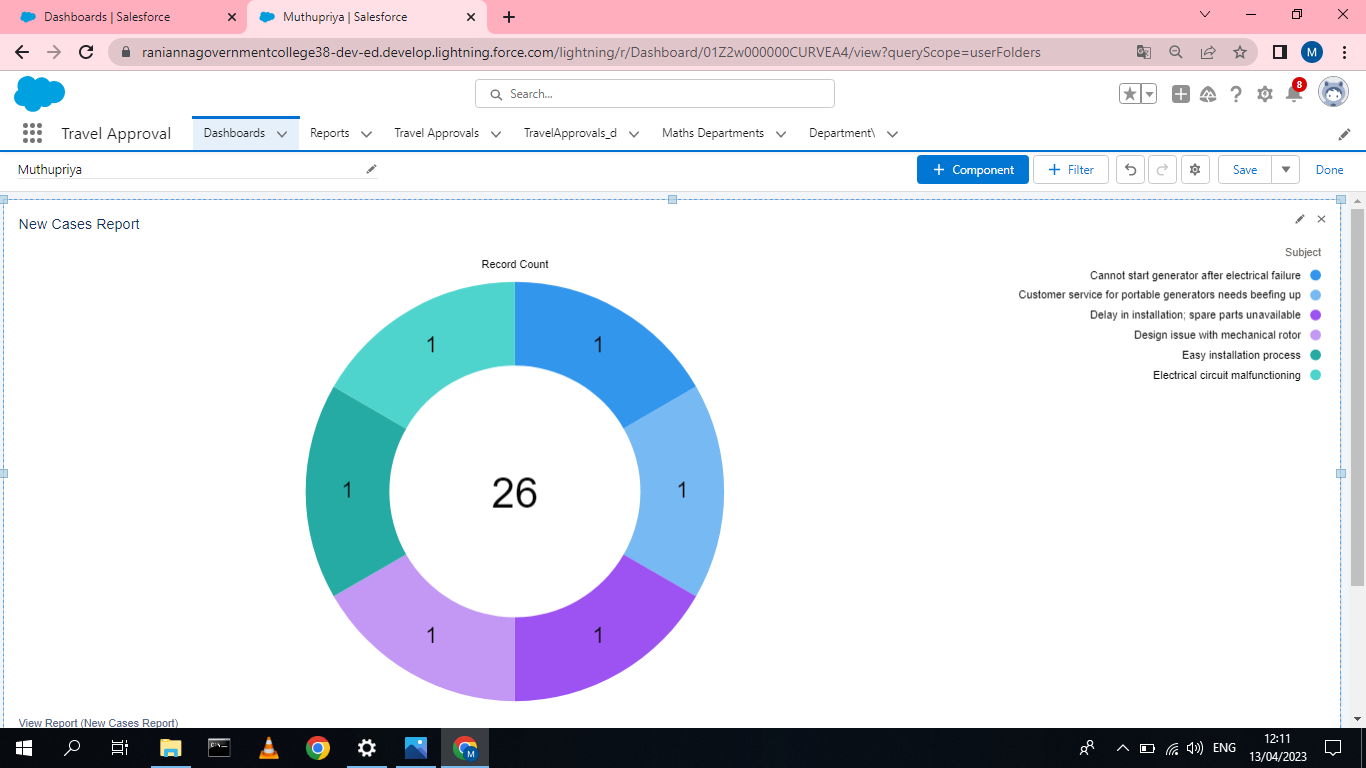 Dashboards | Salesforce
Muthupriya | Salesforce
raniannagovernmentcollege38-dev-ed.develop.lightning.force.com/lightning/r/Dashboard/01Z2w000000CURVEA4/view?queryScope=userFolders
M
Search...
8
Travel Approval
Dashboards
Reports
Travel Approvals
TravelApprovals_d
Maths Departments
Department\
Muthupriya
+ Component
+ Filter
Save
Done
New Cases Report
Record Count
Subject
Cannot start generator after electrical failure
Customer service for portable generators needs beefing up
Delay in installation; spare parts unavailable
Design issue with mechanical rotor
Easy installation process
Electrical circuit malfunctioning
1
1
1
1
26
1
1
View Report (New Cases Report)
M
ENG
12:11
13/04/2023